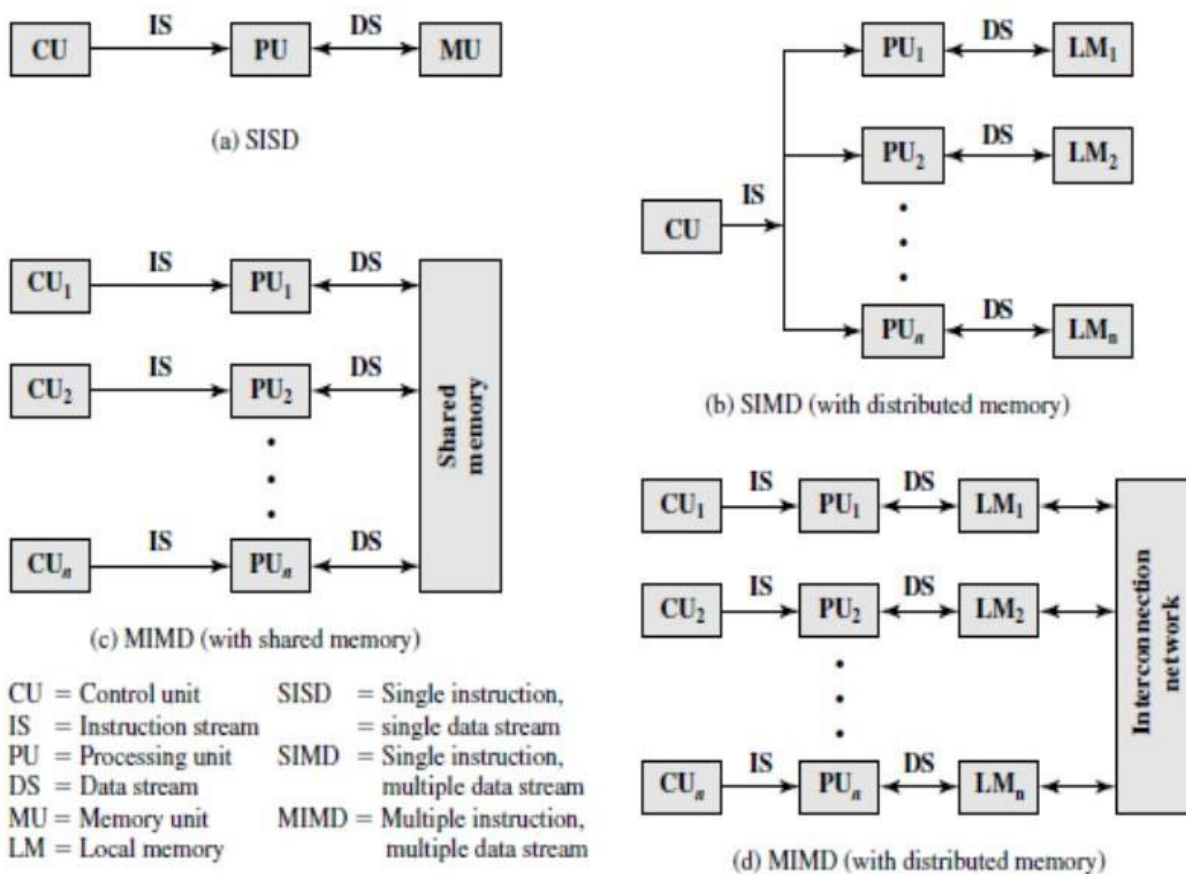 IS DS
CU PU MU
(a) SISD
DS
PU1 LM1
DS
PU2 LM2
IS
CU
DS
PUn LMn
(b) SIMD (with distributed memory)
IS DS
CU1 PU1
IS DS
CU2 PU2
IS DS
CUn PUn
Shared
memory
(c) MIMD (with shared memory)
IS DS
CU1 PU1 LM1
IS DS
CU2 PU2 LM2
IS DS
CUn PUn LMn
Interconnection
network
(d) MIMD (with distributed memory)
CU = Control unit
IS = Instruction stream
PU = Processing unit
DS = Data stream
MU = Memory unit
LM = Local memory
SISD = Single instruction,
= single data stream
SIMD = Single instruction,
multiple data stream
MIMD = Multiple instruction,
multiple data stream